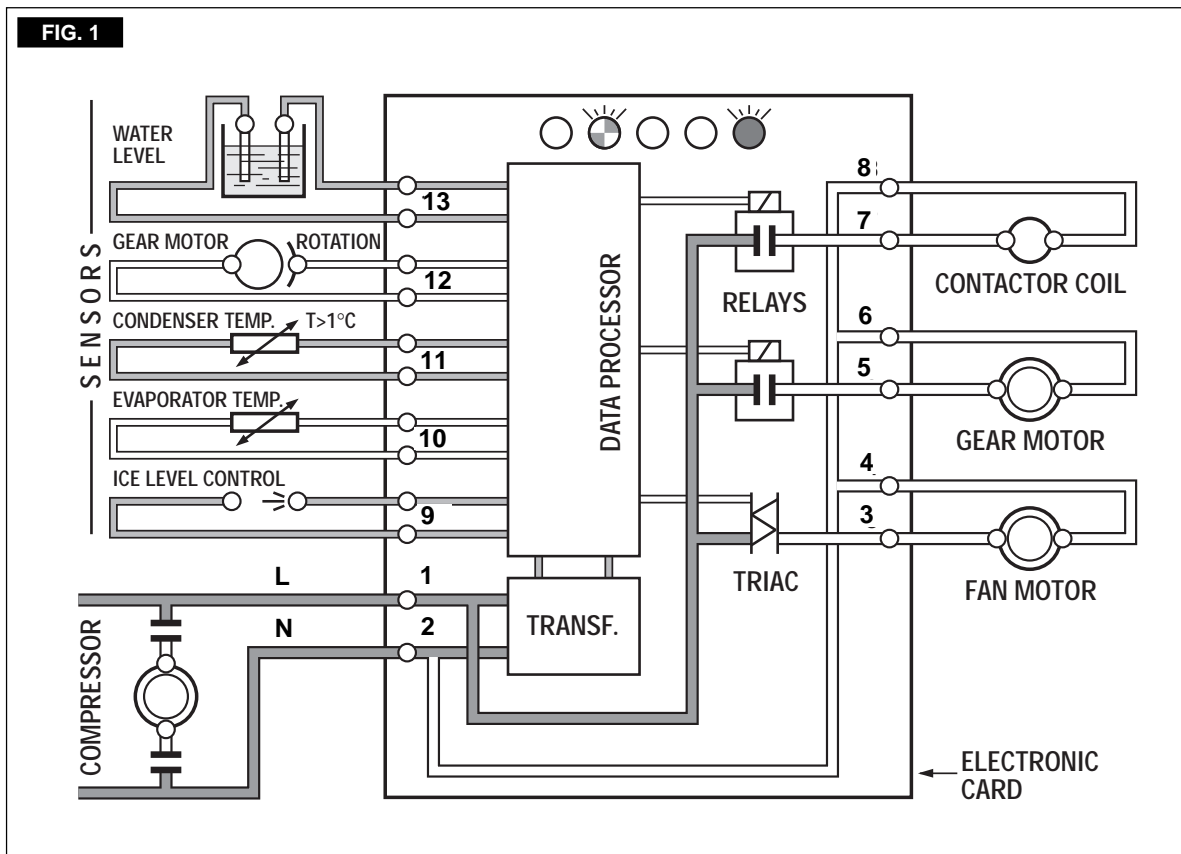 FIG. 1
WATER
LEVEL
GEAR MOTOR
ROTATION
CONDENSER TEMP.
T>1°C
EVAPORATOR TEMP.
ICE LEVEL CONTROL
SENSORS
13
12
11
10
9
L
1
N
2
COMPRESSOR
DATA PROCESSOR
TRANSF.
RELAYS
TRIAC
8
7
CONTACTOR COIL
6
5
GEAR MOTOR
4
3
FAN MOTOR
ELECTRONIC
CARD